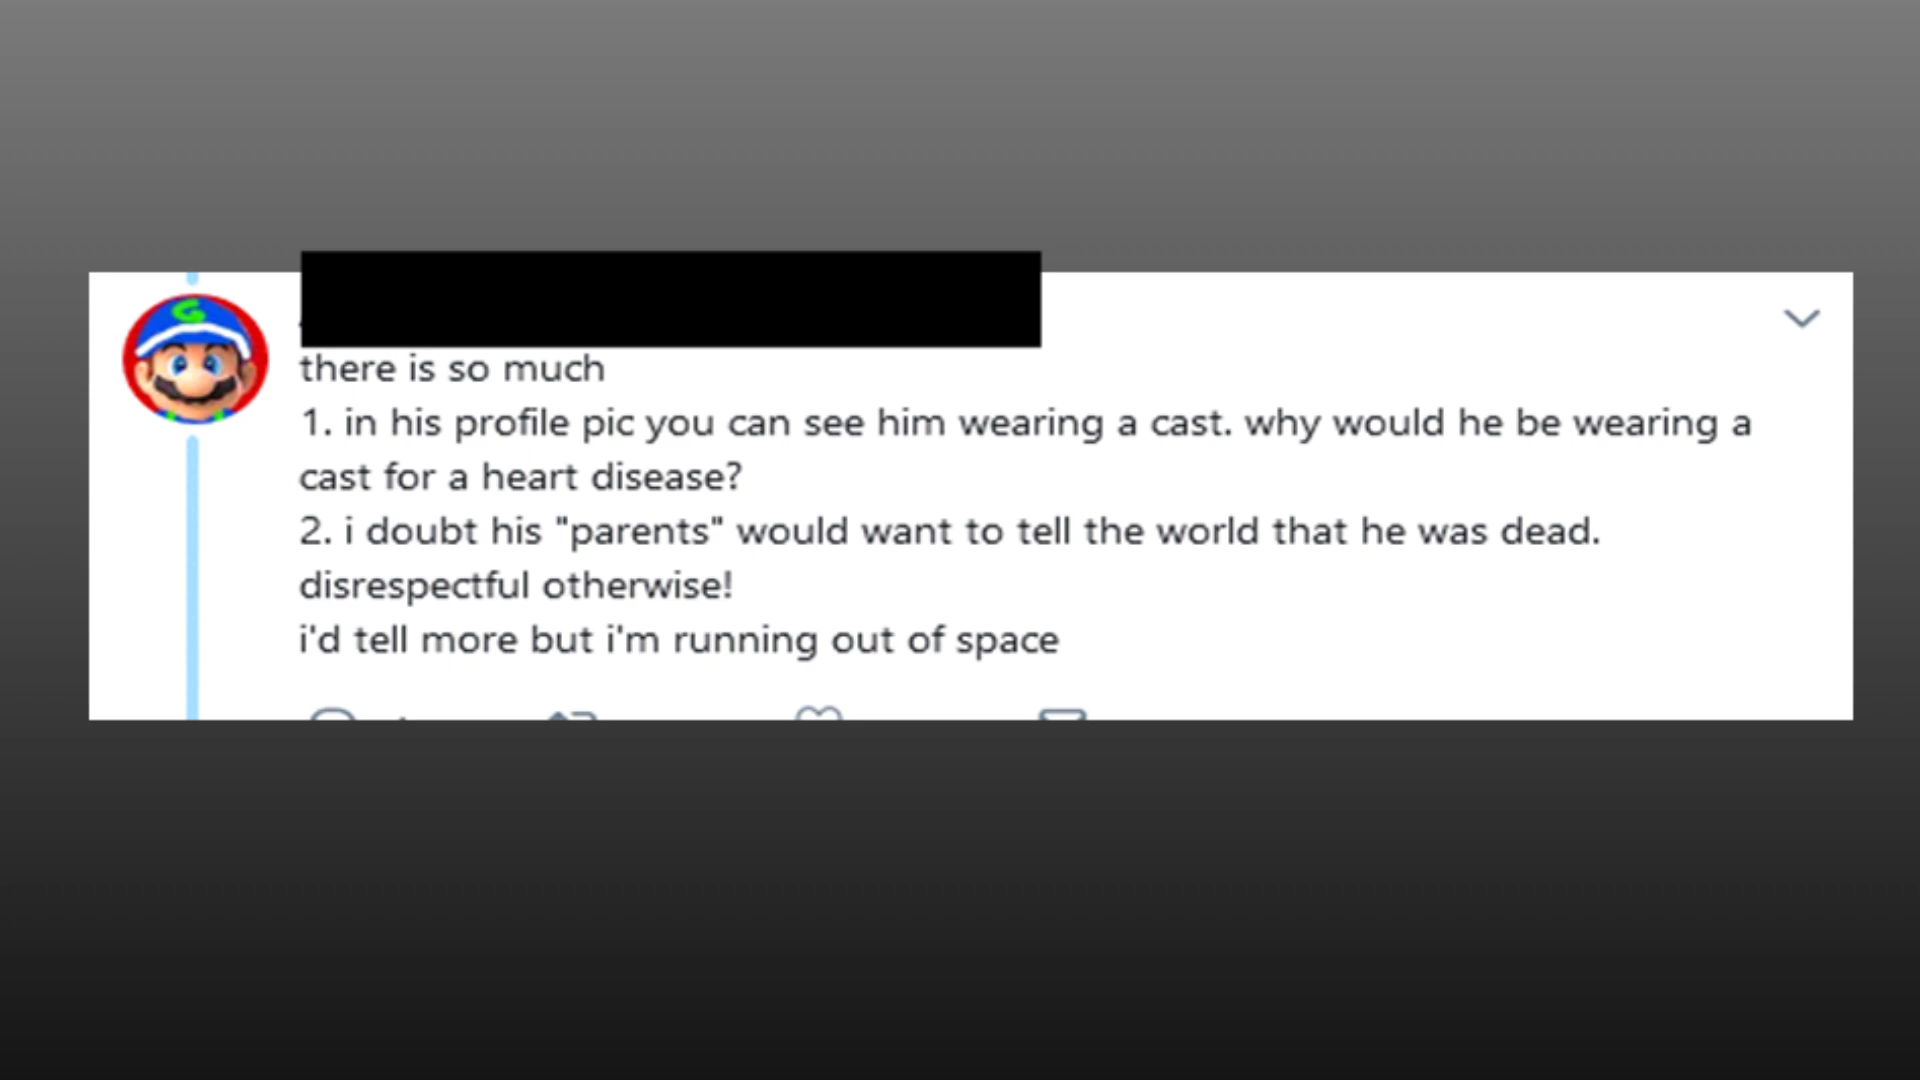 G
there is so much
1. in his profile pic you can see him wearing a cast. why would he be wearing a
cast for a heart disease?
2. i doubt his "parents" would want to tell the world that he was dead.
disrespectful otherwise!
i'd tell more but i'm running out of space